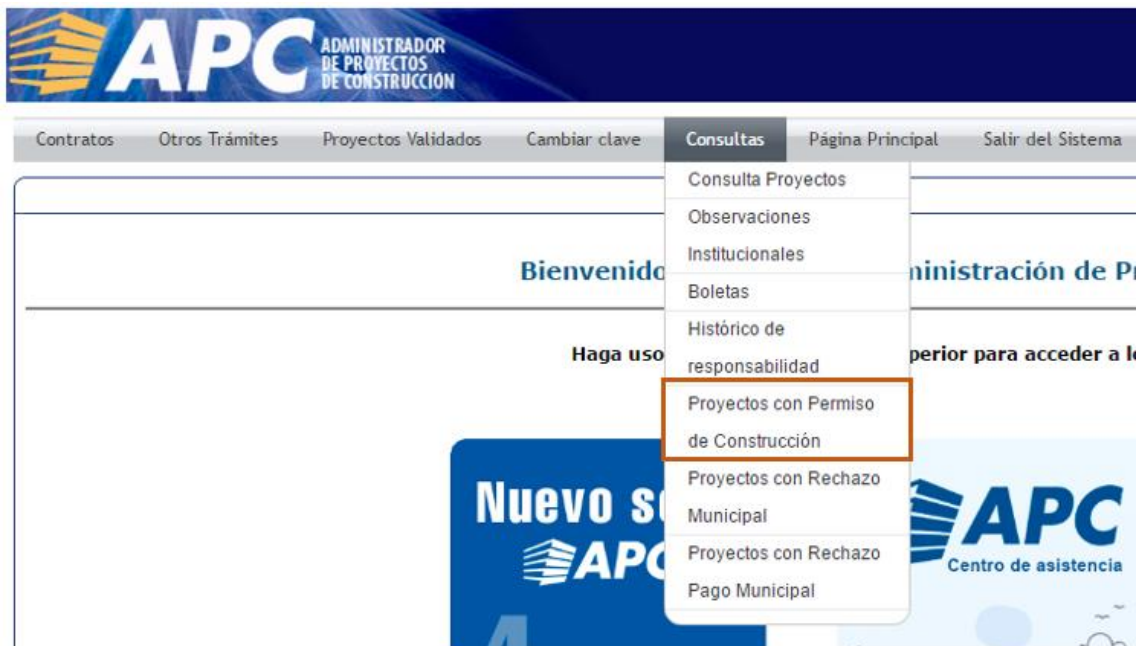 APC
ADMINISTRADOR
DE PROYECTOS
DE CONSTRUCCIÓN
Contratos Otros Trámites Proyectos Validados Cambiar clave Consultas Página Principal Salir del Sistema
Consulta Proyectos
Observaciones
Institucionales
Boletas
Histórico de
responsabilidad
Proyectos con Permiso
de Construcción
Proyectos con Rechazo
Municipal
Proyectos con Rechazo
Pago Municipal
Bienvenido
de
Haga uso
para acceder a
Nuevo
APC
4
APC
Centro de asistencia